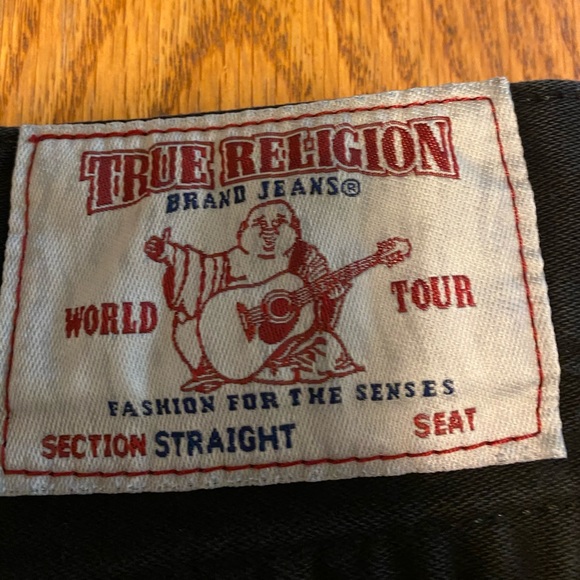 TRUE RELIGION
BRAND JEANS®
WORLD TOUR
FASHION FOR THE SENSES
SECTION STRAIGHT SEAT